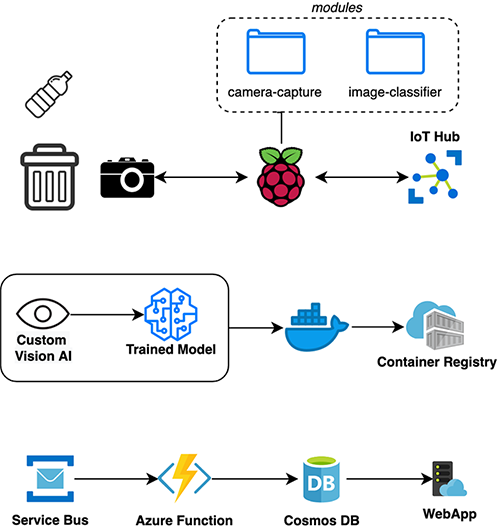 modules
camera-capture
image-classifier
IoT Hub
Custom
Vision AI
Trained Model
Container Registry
DB
Service Bus
Azure Function
Cosmos DB
WebApp